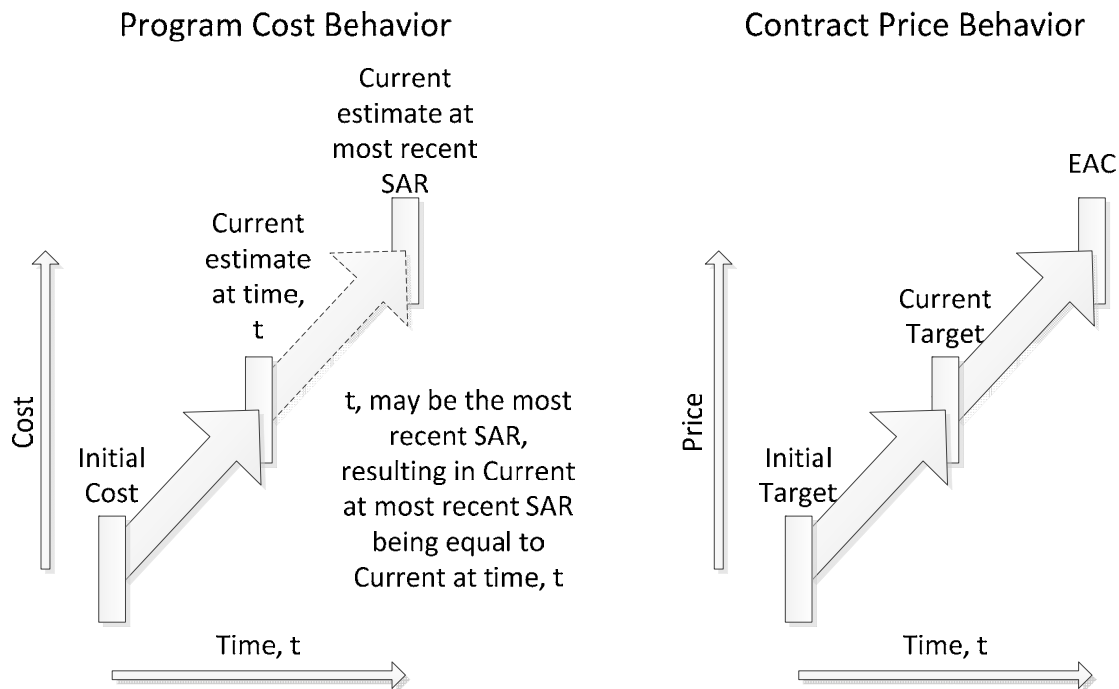 Program Cost Behavior
Current
estimate at
most recent
SAR
Current
estimate
at time,
t
Initial
Cost
Cost
t, may be the most
recent SAR,
resulting in Current
at most recent SAR
being equal to
Current at time, t
Time, t
Contract Price Behavior
EAC
Current
Target
Initial
Target
Price
Time, t